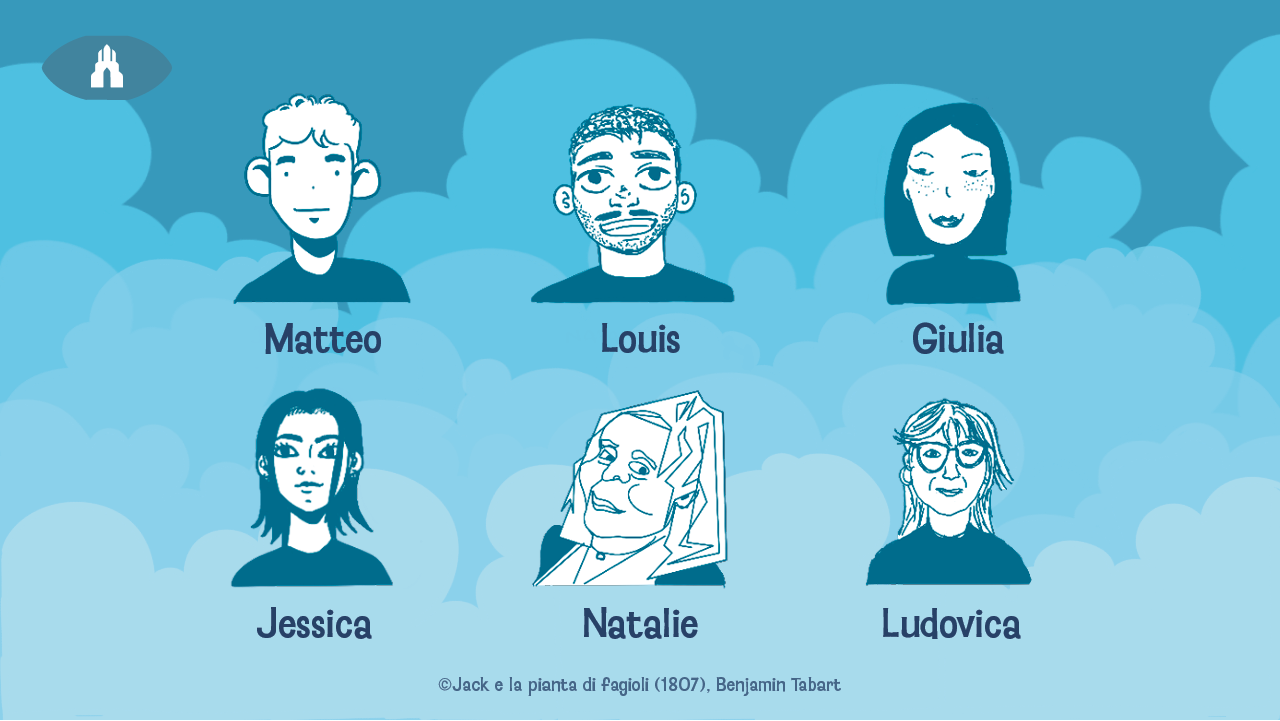 Matteo
Louis
Giulia
Jessica
Natalie
Ludovica
©Jack e la pianta di fagioli (1807), Benjamin Tabart